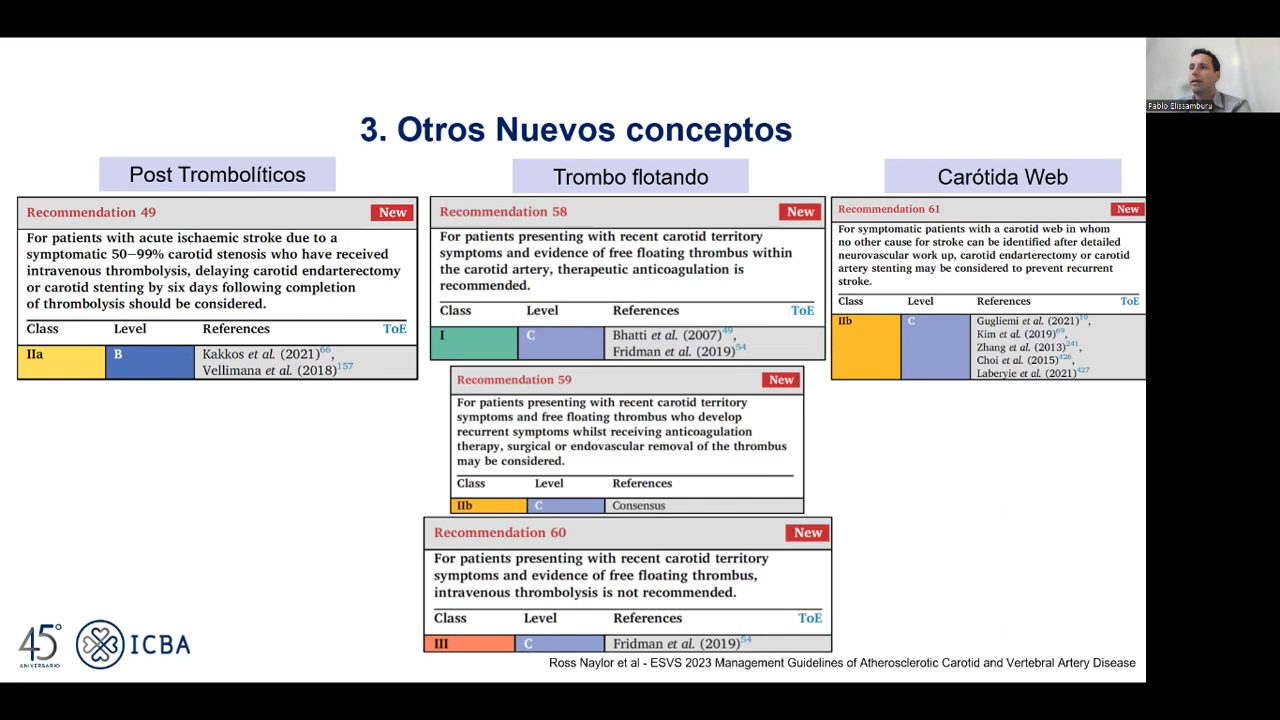 3. Otros Nuevos conceptos
Post Trombolíticos
Recommendation 49 New
For patients with acute ischaemic stroke due to a
symptomatic 50–99% carotid stenosis who have received
intravenous thrombolysis, delaying carotid endarterectomy
or carotid stenting by six days following completion
of thrombolysis should be considered.
Class Level References ToE
IIa B Kakkos et al. (2021)66,
Vellimana et al. (2018)157
Trombo flotando
Recommendation 58 New
For patients presenting with recent carotid territory
symptoms and evidence of free floating thrombus within
the carotid artery, therapeutic anticoagulation is
recommended.
Class Level References ToE
I C Bhatti et al. (2007)49
Fridman et al. (2019)54
Recommendation 59 New
For patients presenting with recent carotid territory
symptoms and free floating thrombus who develop
recurrent symptoms whilst receiving anticoagulation
therapy, surgical or endovascular removal of the thrombus
may be considered.
Class Level References
IIb C Consensus
Recommendation 60 New
For patients presenting with recent carotid territory
symptoms and evidence of free floating thrombus,
intravenous thrombolysis is not recommended.
Class Level References ToE
III C Fridman et al. (2019)54
Carótida Web
Recommendation 61 New
For symptomatic patients with a carotid web in whom
no other cause for stroke can be identified after detailed
neurovascular work up, carotid endarterectomy or carotid
artery stenting may be considered to prevent recurrent
stroke.
Class Level References ToE
IIb C Gugliemi et al. (2021)19,
Kim et al. (2019)69,
Zhang et al. (2013)241,
Choi et al. (2015)426
Laberyie et al. (2021)427
Pablo Elissamburu
45° ANIVERSARIO
ICBA
Ross Naylor et al - ESVS 2023 Management Guidelines of Atherosclerotic Carotid and Vertebral Artery Disease